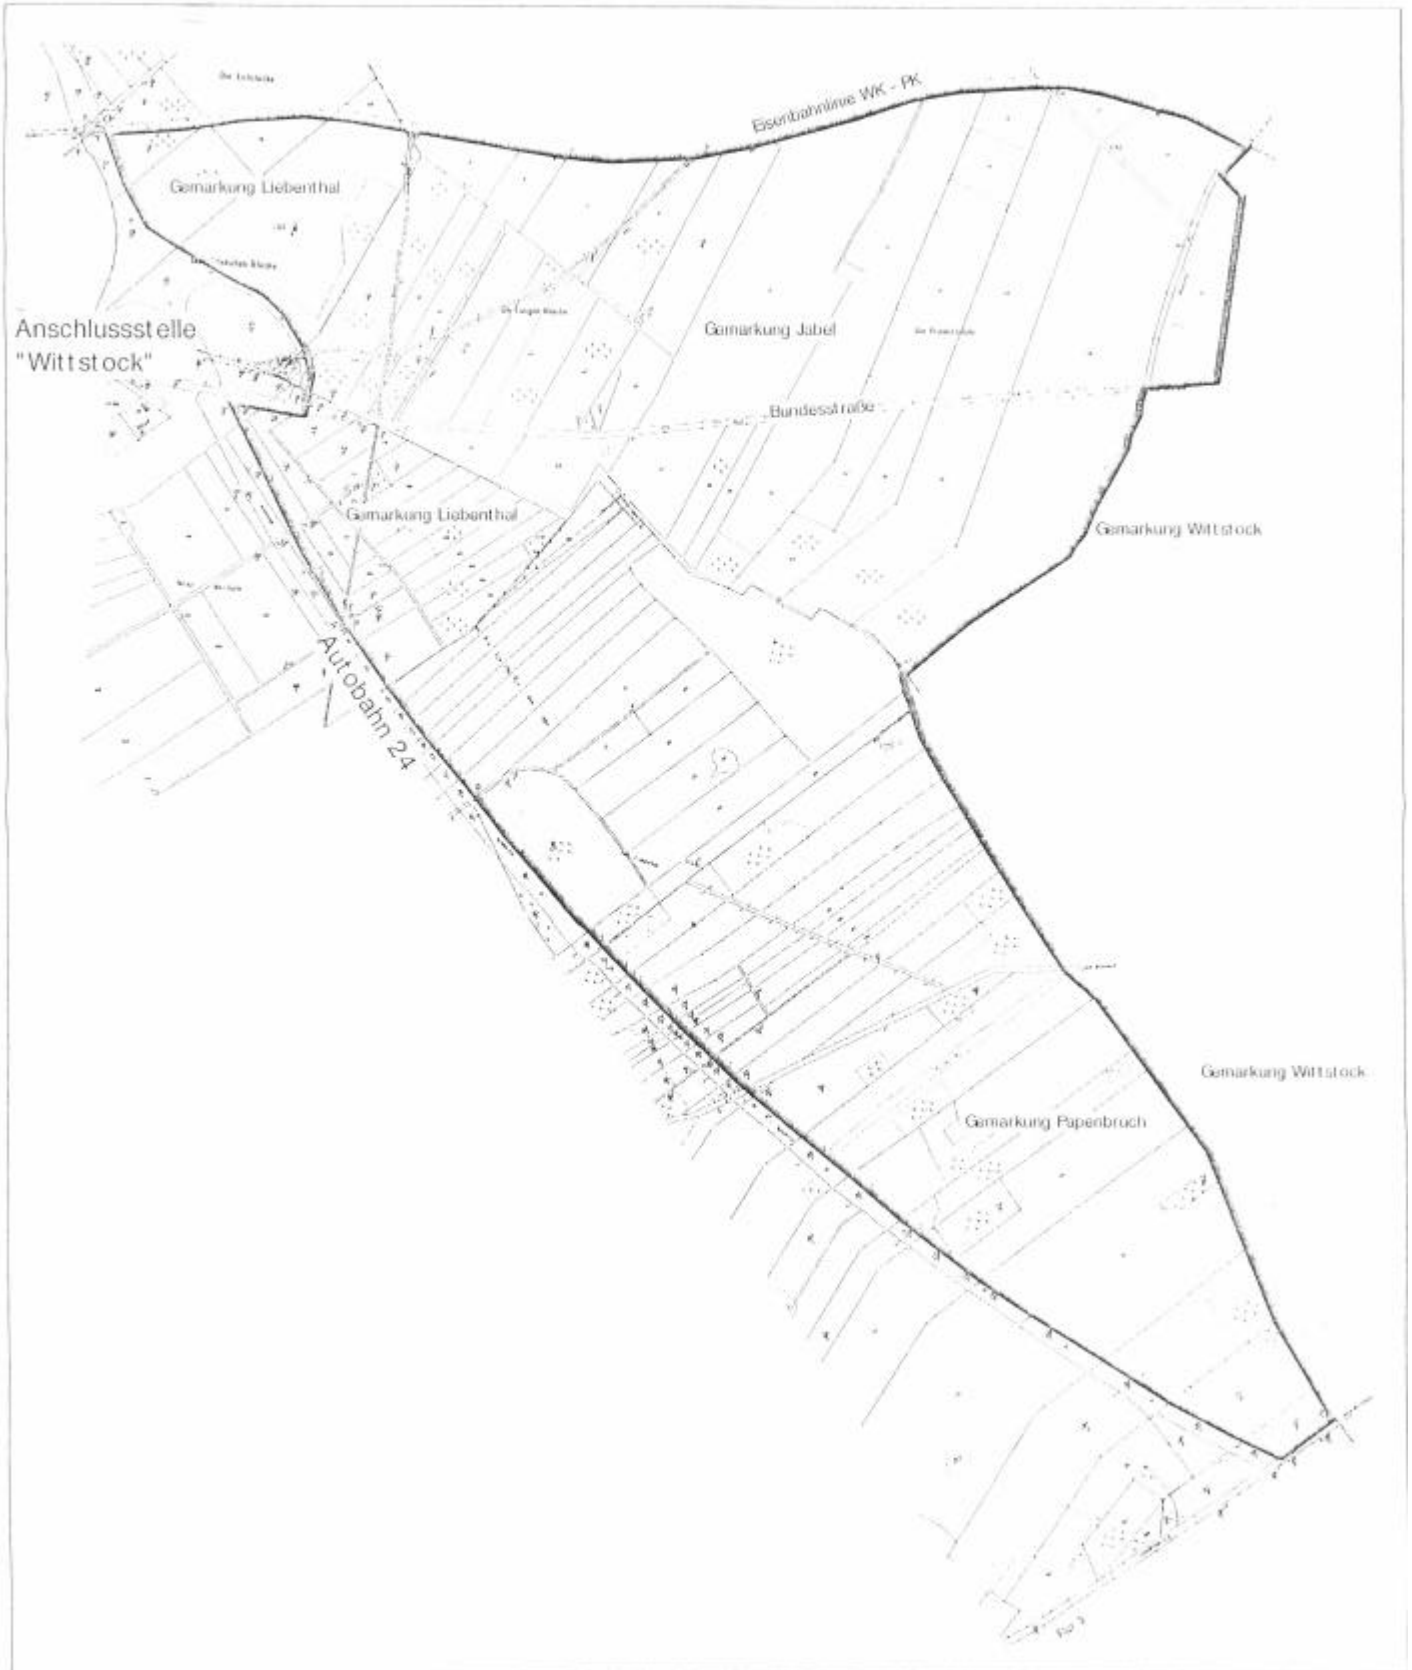 Eisenbahnlinie WK - PK
Gemarkung Liebenthal
Anschlussstelle
"Wittstock"
Gemarkung Jabel
Bundesstraße
Gemarkung Liebenthal
Gemarkung Wittstock
Autobahn 24
Gemarkung Wittstock
Gemarkung Papenbruch